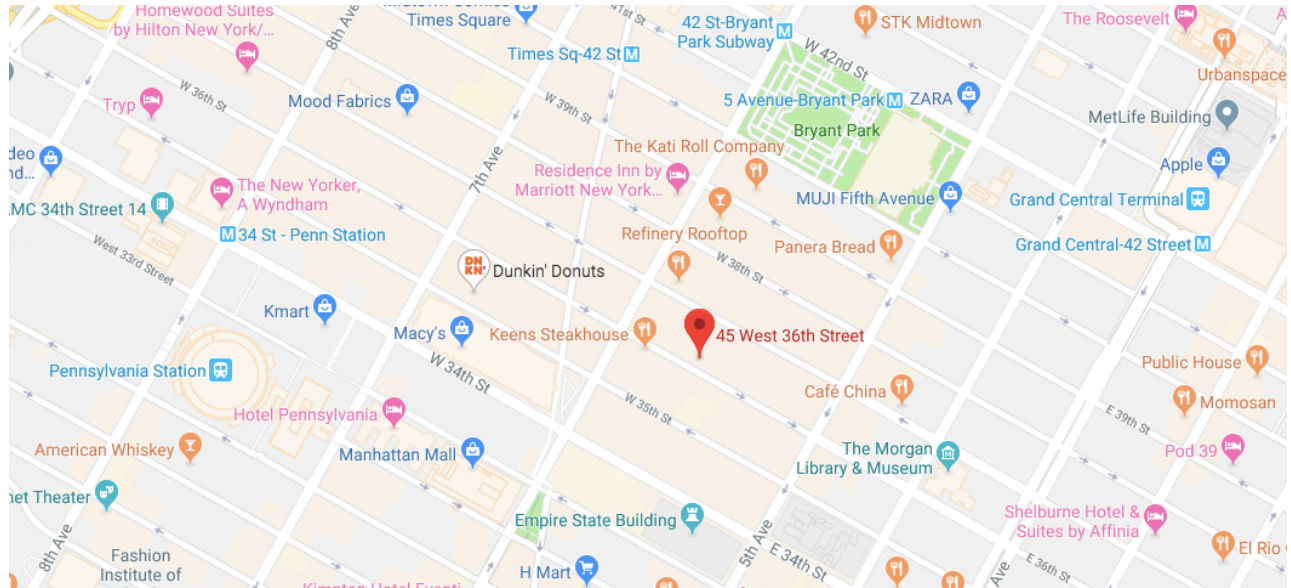 Homewood Suites
by Hilton New York/...
8th Ave
Times Square
41st St
42 St-Bryant
Park Subway
STK Midtown
The Roosevelt
Times Sq-42 St
W 42nd St
Urbanspace
W 36th St
Tryp
Mood Fabrics
W 39th St
5 Avenue-Bryant Park
ZARA
MetLife Building
Bryant Park
The Kati Roll Company
Apple
7th Ave
Residence Inn by
Marriott New York...
The New Yorker,
A Wyndham
MUJI Fifth Avenue
Grand Central Terminal
34th Street 14
34 St - Penn Station
Refinery Rooftop
Panera Bread
Grand Central-42 Street
West 33rd Street
W 38th St
Dunkin' Donuts
DN
KN'
Kmart
Macy's
Keens Steakhouse
45 West 36th Street
W 34th St
Pennsylvania Station
Public House
Café China
W 35th St
Momosan
Hotel Pennsylvania
E 39th St
American Whiskey
Manhattan Mall
The Morgan
Library & Museum
Pod 39
Theater
Empire State Building
Shelburne Hotel &
Suites by Affinia
8th Ave
5th Ave
E 34th St
Fashion
Institute of
H Mart
Ave
E 36th St
El Rio